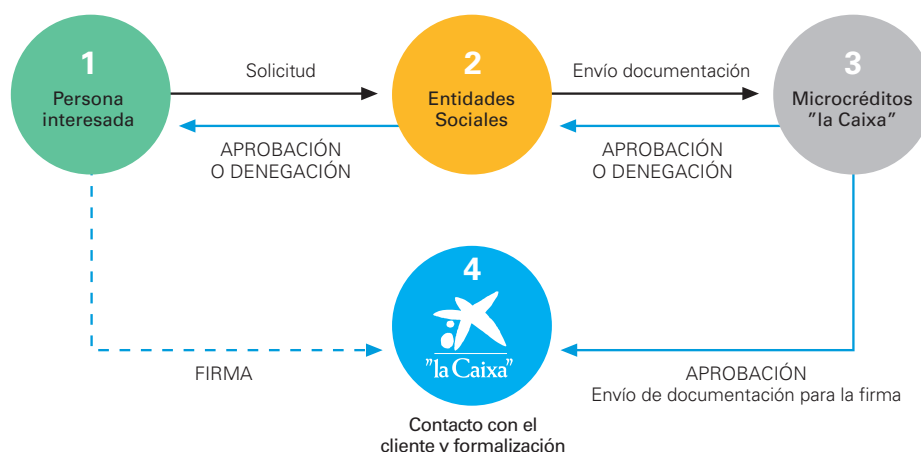 1
Persona
interesada
Solicitud
2
Entidades
Sociales
Envío documentación
3
Microcréditos
"la Caixa"
APROBACIÓN
O DENEGACIÓN
APROBACIÓN
O DENEGACIÓN
4
"la Caixa"
FIRMA
APROBACIÓN
Envío de documentación para la firma
Contacto con el
cliente y formalización